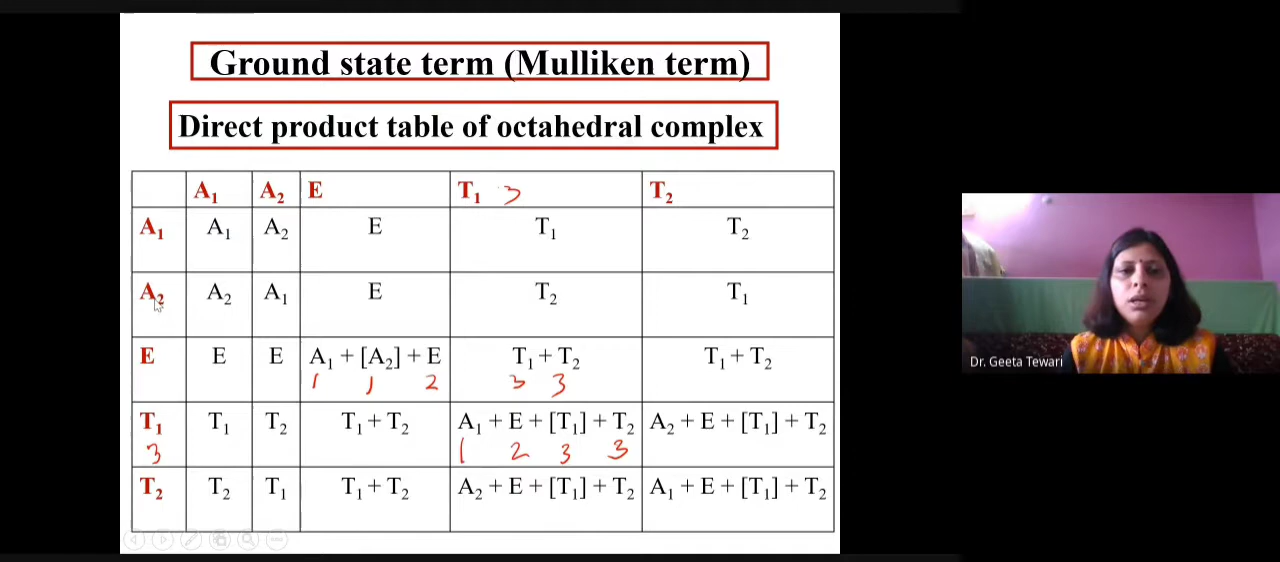 Ground state term (Mulliken term)
Direct product table of octahedral complex
A₁ A₂ E T₁ 3 T₂
A₁ A₁ A₂ E T₁ T₂
A₂ A₂ A₁ E T₂ T₁
E E E A₁ + [A₂] + E T₁ + T₂ T₁ + T₂
1 1 2 3 3
T₁ T₁ T₂ T₁ + T₂ A₁ + E + [T₁] + T₂ A₂ + E + [T₁] + T₂
3 1 2 3 3
T₂ T₂ T₁ T₁ + T₂ A₂ + E + [T₁] + T₂ A₁ + E + [T₁] + T₂
Dr. Geeta Tewari